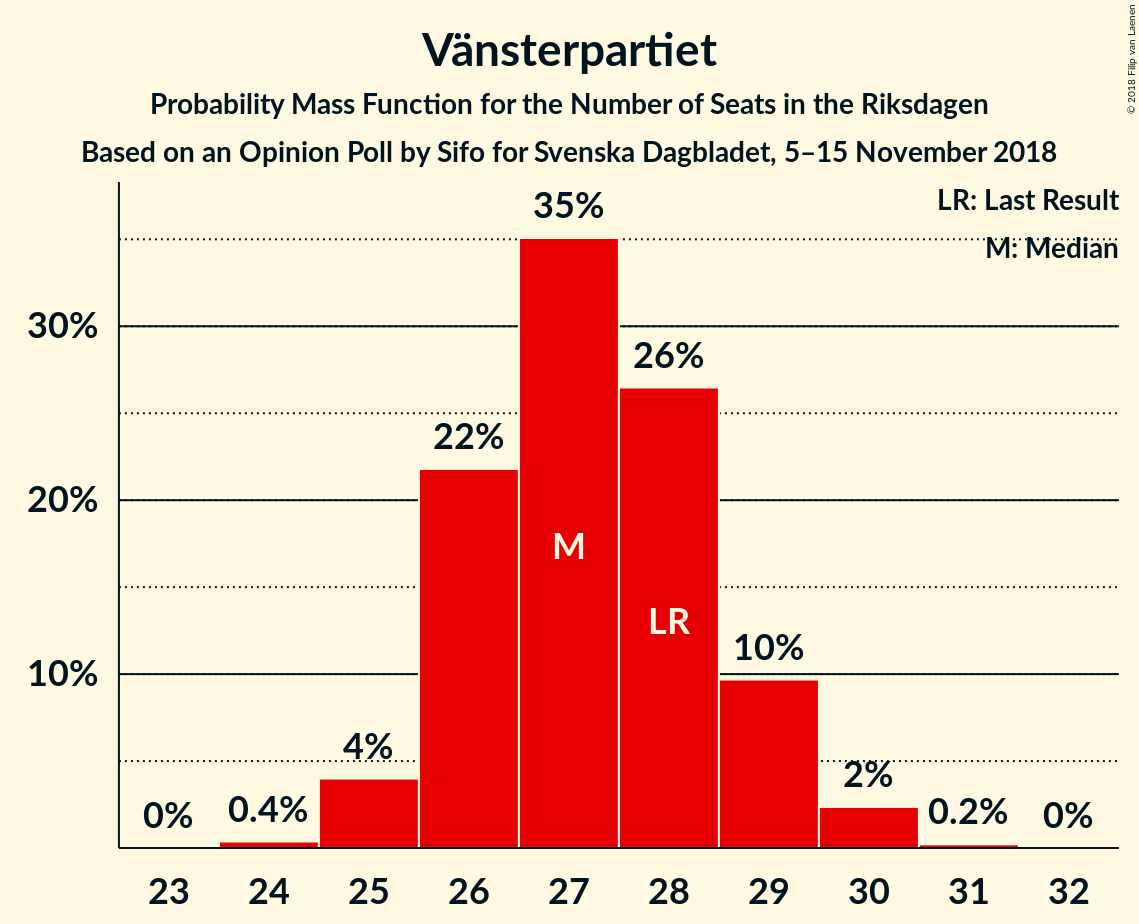 Vänsterpartiet
Probability Mass Function for the Number of Seats in the Riksdagen
Based on an Opinion Poll by Sifo for Svenska Dagbladet, 5–15 November 2018
© 2018 Filip van Laenen
LR: Last Result
M: Median
35%
30%
26%
22%
20%
M
LR
10%
10%
4%
2%
0%
0.4%
0.2%
0%
23 24 25 26 27 28 29 30 31 32